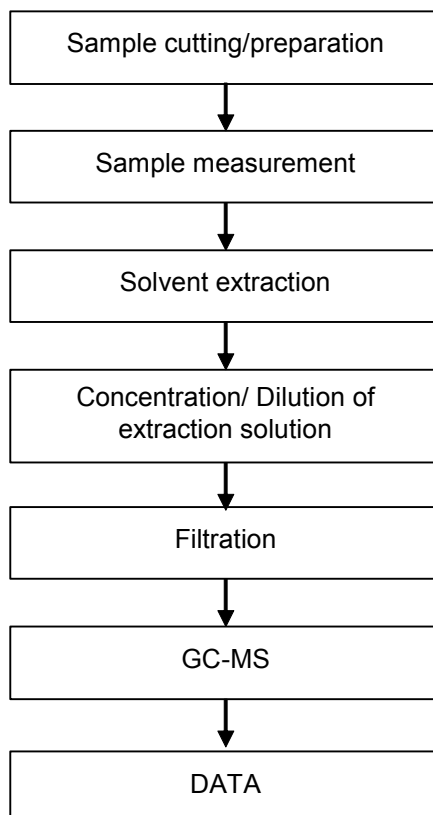 Sample cutting/preparation
Sample measurement
Solvent extraction
Concentration/ Dilution of
extraction solution
Filtration
GC-MS
DATA